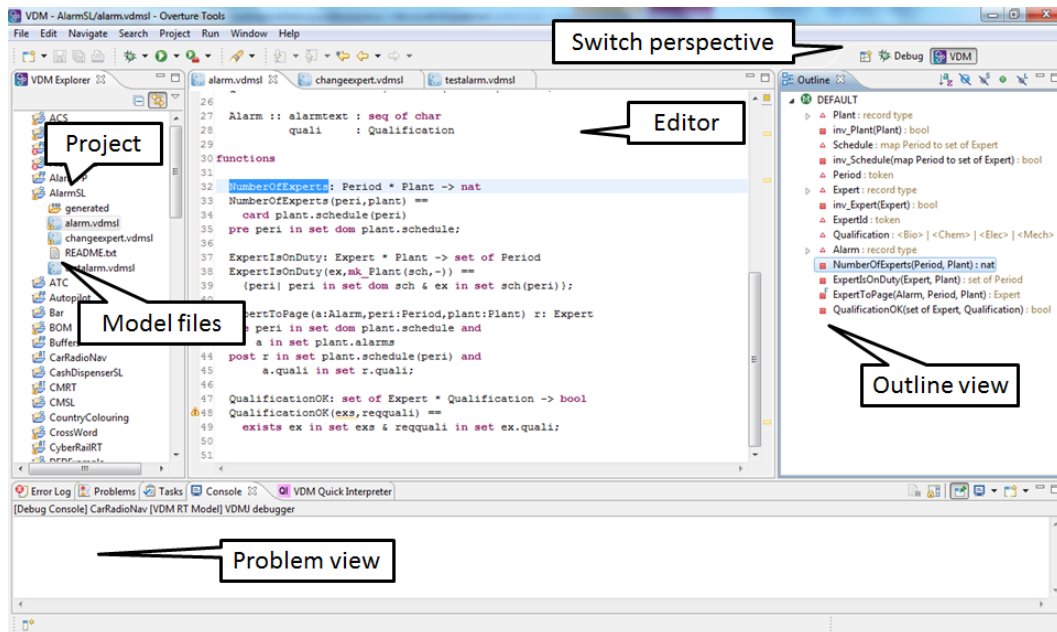 VDM - AlarmSL/alarm.vdmsl - Overture Tools
File Edit Navigate Search Project Run Window Help
Switch perspective
Debug VDM
VDM Explorer
alarm.vdmsl changeexpert.vdmsl testalarm.vdmsl
Outline
ACS
Project
AlarmSL
generated
alarm.vdmsl
changeexpert.vdmsl
README.txt
testalarm.vdmsl
ATC
Autopilot
Bar
BOM
Buffers
CarRadioNav
CashDispenserSL
CMRT
CMSL
CountryColouring
CrossWord
CyberRailRT
Model files
Editor
26
27 Alarm :: alarmtext : seq of char
28 quali : Qualification
29
30 functions
31
32 NumberOfExperts: Period * Plant -> nat
33 NumberOfExperts(peri,plant) ==
34 card plant.schedule(peri)
35 pre peri in set dom plant.schedule;
36
37 ExpertIsOnDuty: Expert * Plant -> set of Period
38 ExpertIsOnDuty(ex,mk_Plant(sch,-)) ==
39 {peri| peri in set dom sch & ex in set sch(peri)};
pertToPage(a:Alarm,peri:Period,plant:Plant) r: Expert
peri in set dom plant.schedule and
a in set plant.alarms
44 post r in set plant.schedule(peri) and
45 a.quali in set r.quali;
46
47 QualificationOK: set of Expert * Qualification -> bool
48 QualificationOK(exs,reqquali) ==
49 exists ex in set exs & reqquali in set ex.quali;
50
51
DEFAULT
Plant : record type
inv_Plant(Plant) : bool
Schedule : map Period to set of Expert
inv_Schedule(map Period to set of Expert) : bool
Period : token
Expert : record type
inv_Expert(Expert) : bool
ExpertId : token
Qualification : <Bio> | <Chem> | <Elec> | <Mech>
Alarm : record type
NumberOfExperts(Period, Plant) : nat
ExpertIsOnDuty(Expert, Plant) : set of Period
ExpertToPage(Alarm, Period, Plant) : Expert
QualificationOK(set of Expert, Qualification) : bool
Outline view
Error Log Problems Tasks Console VDM Quick Interpreter
[Debug Console] CarRadioNav [VDM RT Model] VDMJ debugger
Problem view